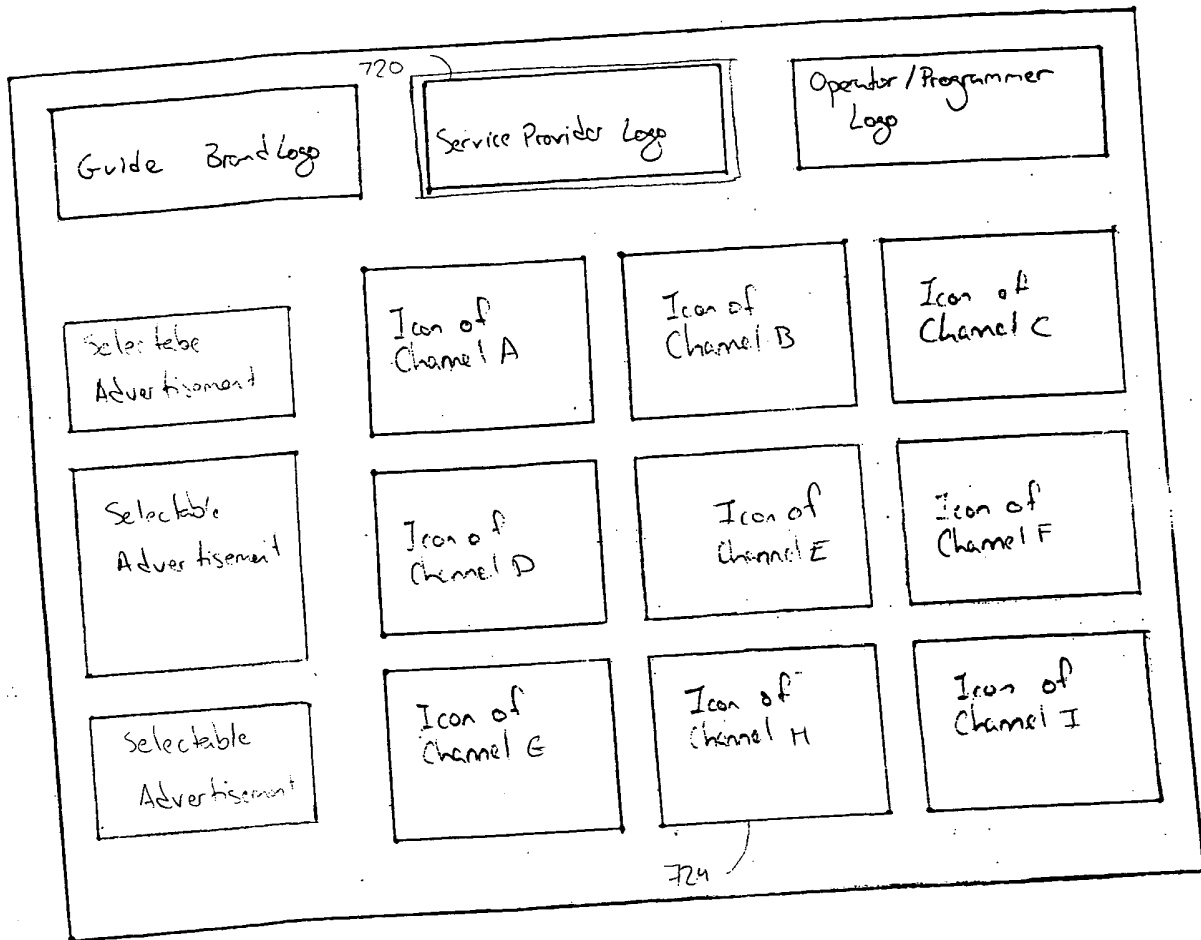 720
Guide Brand Logo
Service Provider Logo
Operator/Programmer
Logo
Selectabe
Advertisement
Icon of
Channel A
Icon of
Channel B
Icon of
Channel C
Selectable
Advertisement
Icon of
Channel D
Icon of
Channel E
Icon of
Channel F
Selectable
Advertisement
Icon of
Channel G
Icon of
Channel H
Icon of
Channel I
724